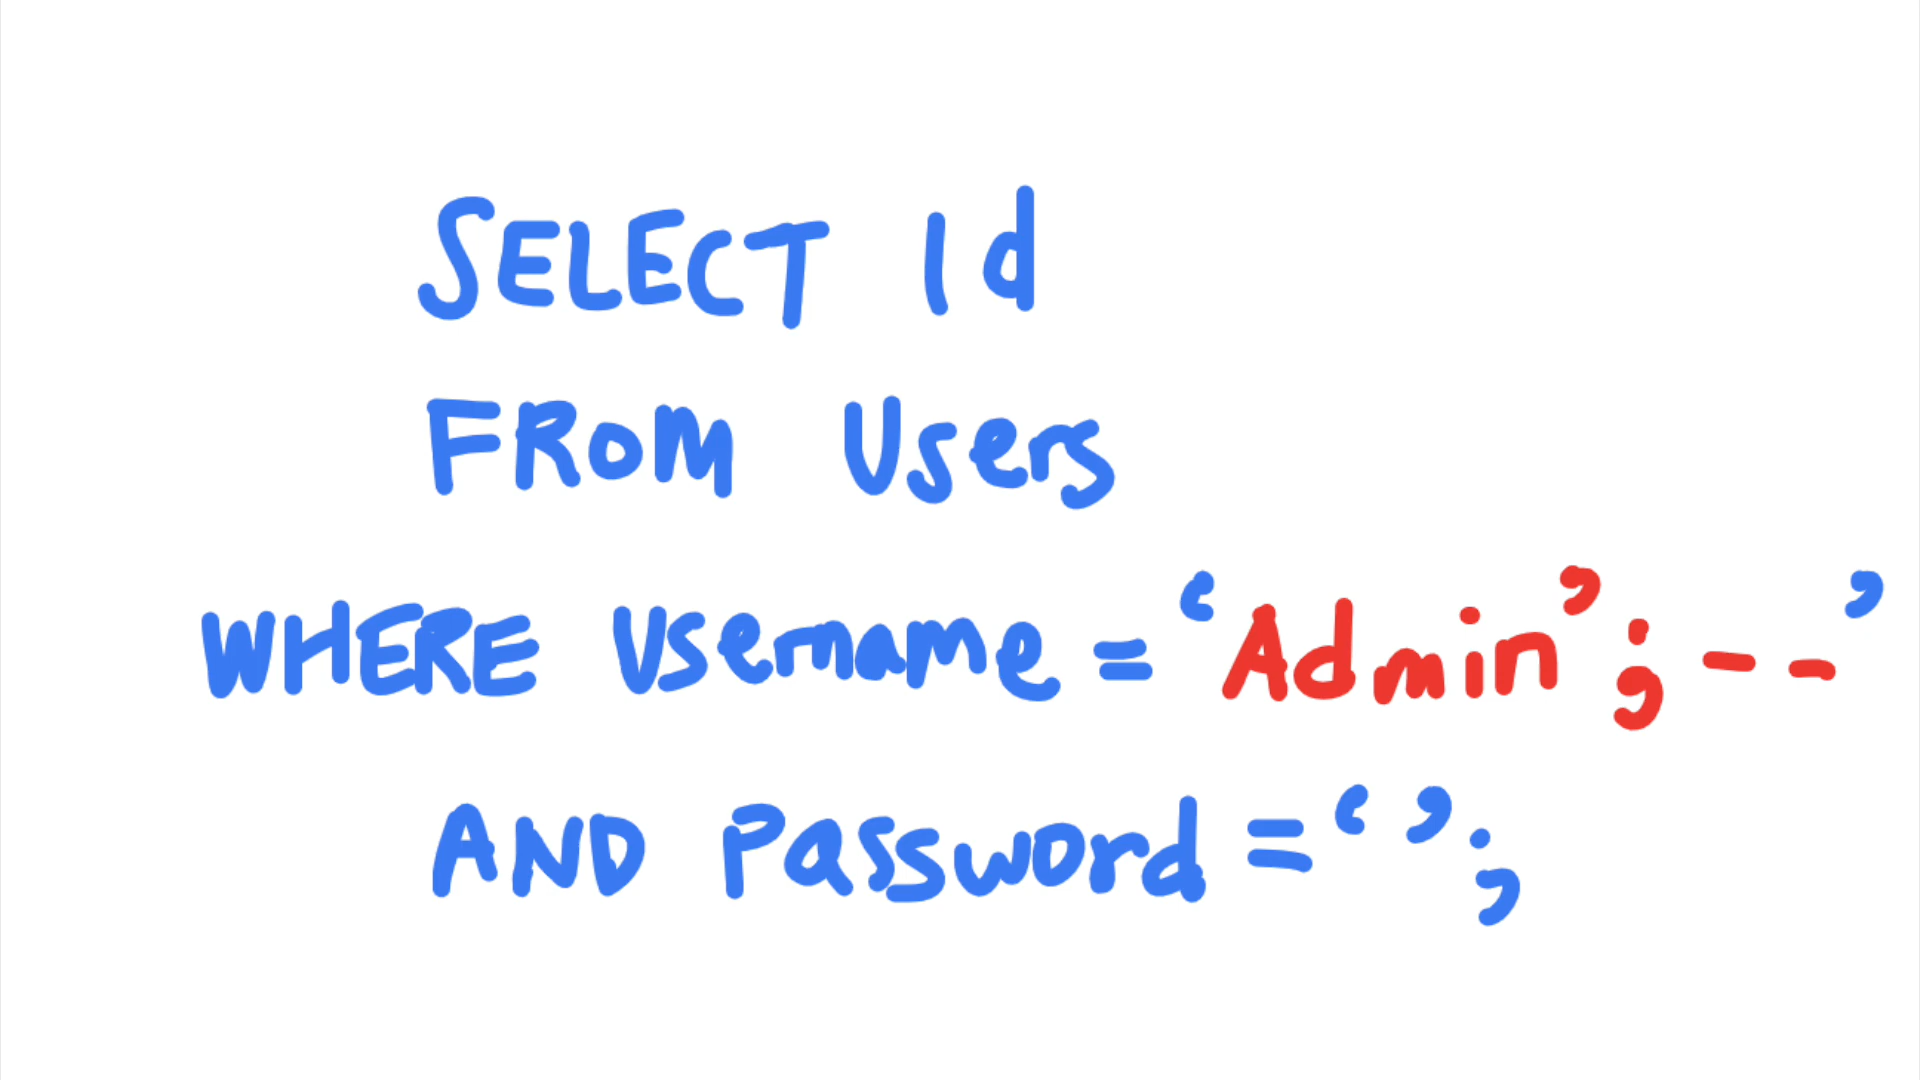 SELECT Id
FROM Users
WHERE Username = ‘Admin’; --’
AND Password = ‘ ’;